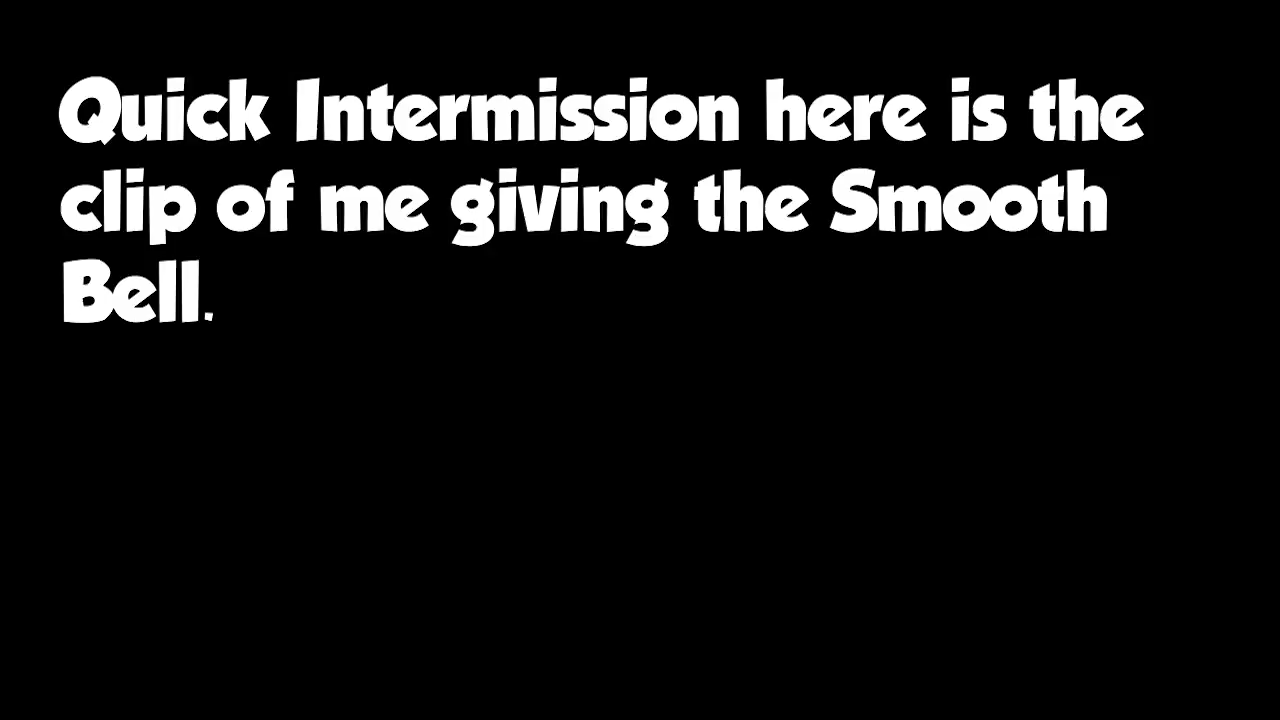 Quick Intermission here is the
clip of me giving the Smooth
Bell.